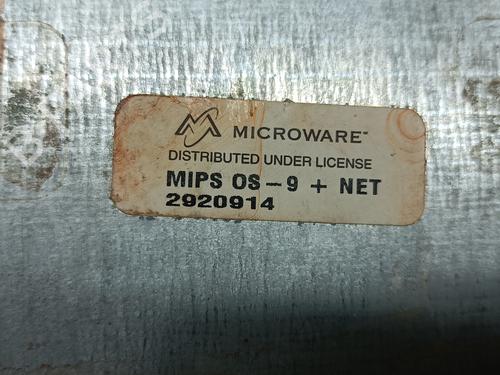 MICROWARE™
DISTRIBUTED UNDER LICENSE
MIPS OS-9 + NET
2920914